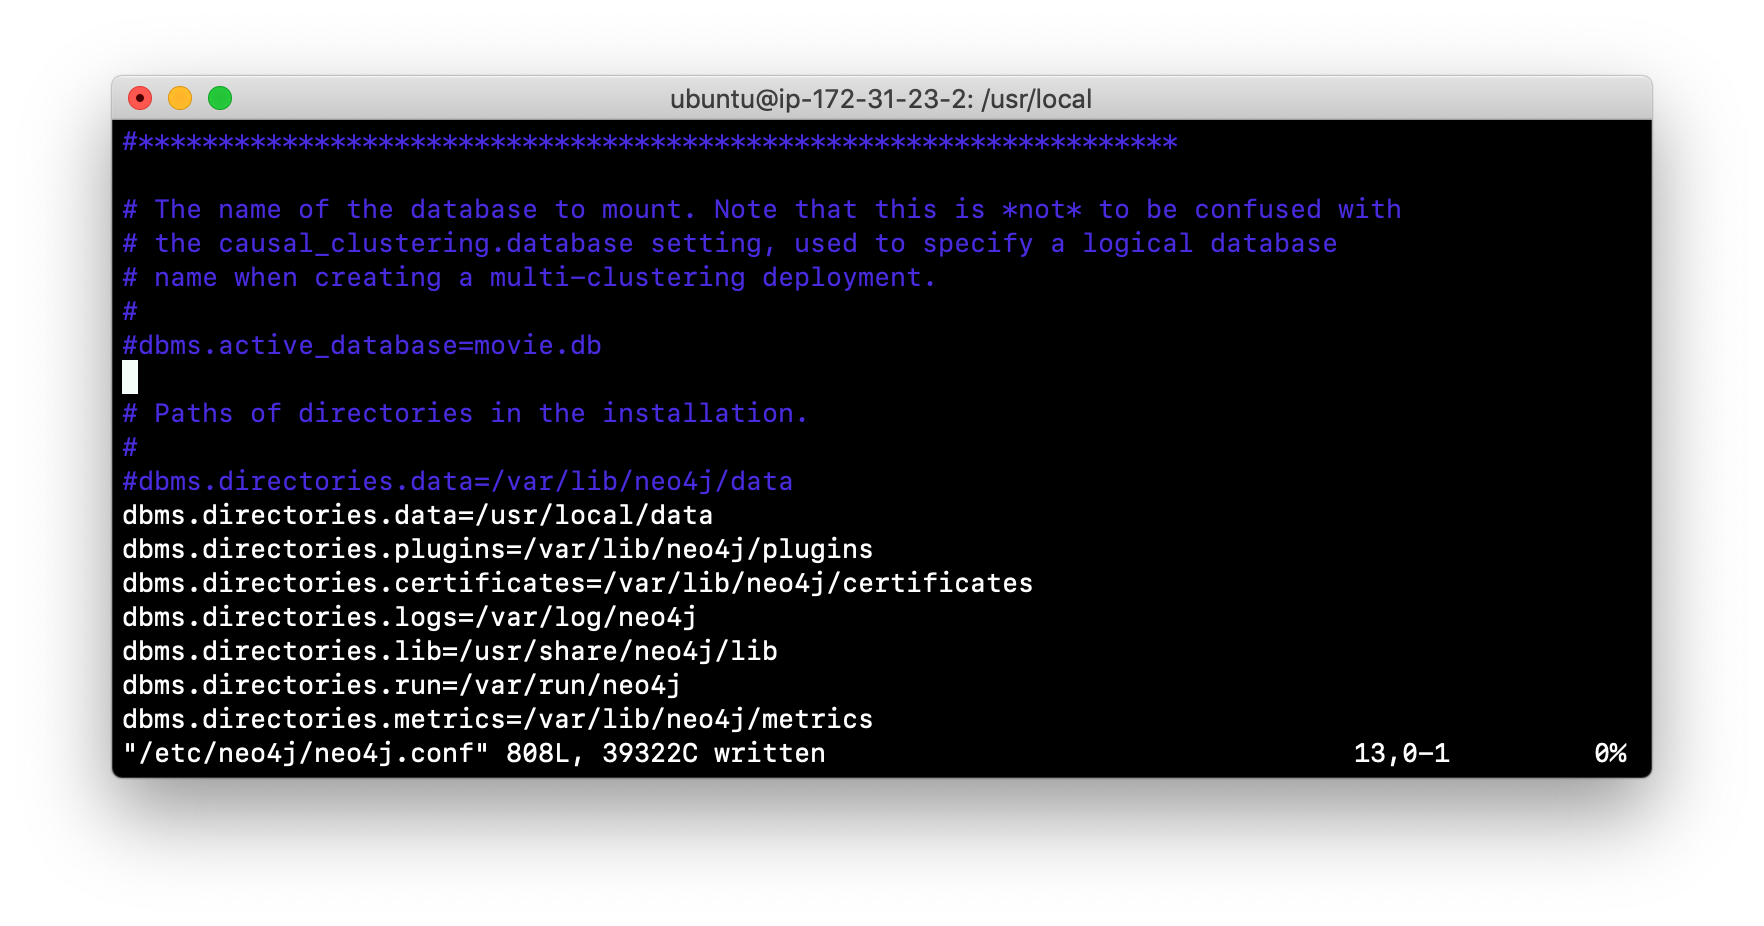 ubuntu@ip-172-31-23-2: /usr/local
#*****************************************************************
# The name of the database to mount. Note that this is *not* to be confused with
# the causal_clustering.database setting, used to specify a logical database
# name when creating a multi-clustering deployment.
#
#dbms.active_database=movie.db
# Paths of directories in the installation.
#
#dbms.directories.data=/var/lib/neo4j/data
dbms.directories.data=/usr/local/data
dbms.directories.plugins=/var/lib/neo4j/plugins
dbms.directories.certificates=/var/lib/neo4j/certificates
dbms.directories.logs=/var/log/neo4j
dbms.directories.lib=/usr/share/neo4j/lib
dbms.directories.run=/var/run/neo4j
dbms.directories.metrics=/var/lib/neo4j/metrics
"/etc/neo4j/neo4j.conf" 808L, 39322C written 13,0-1 0%